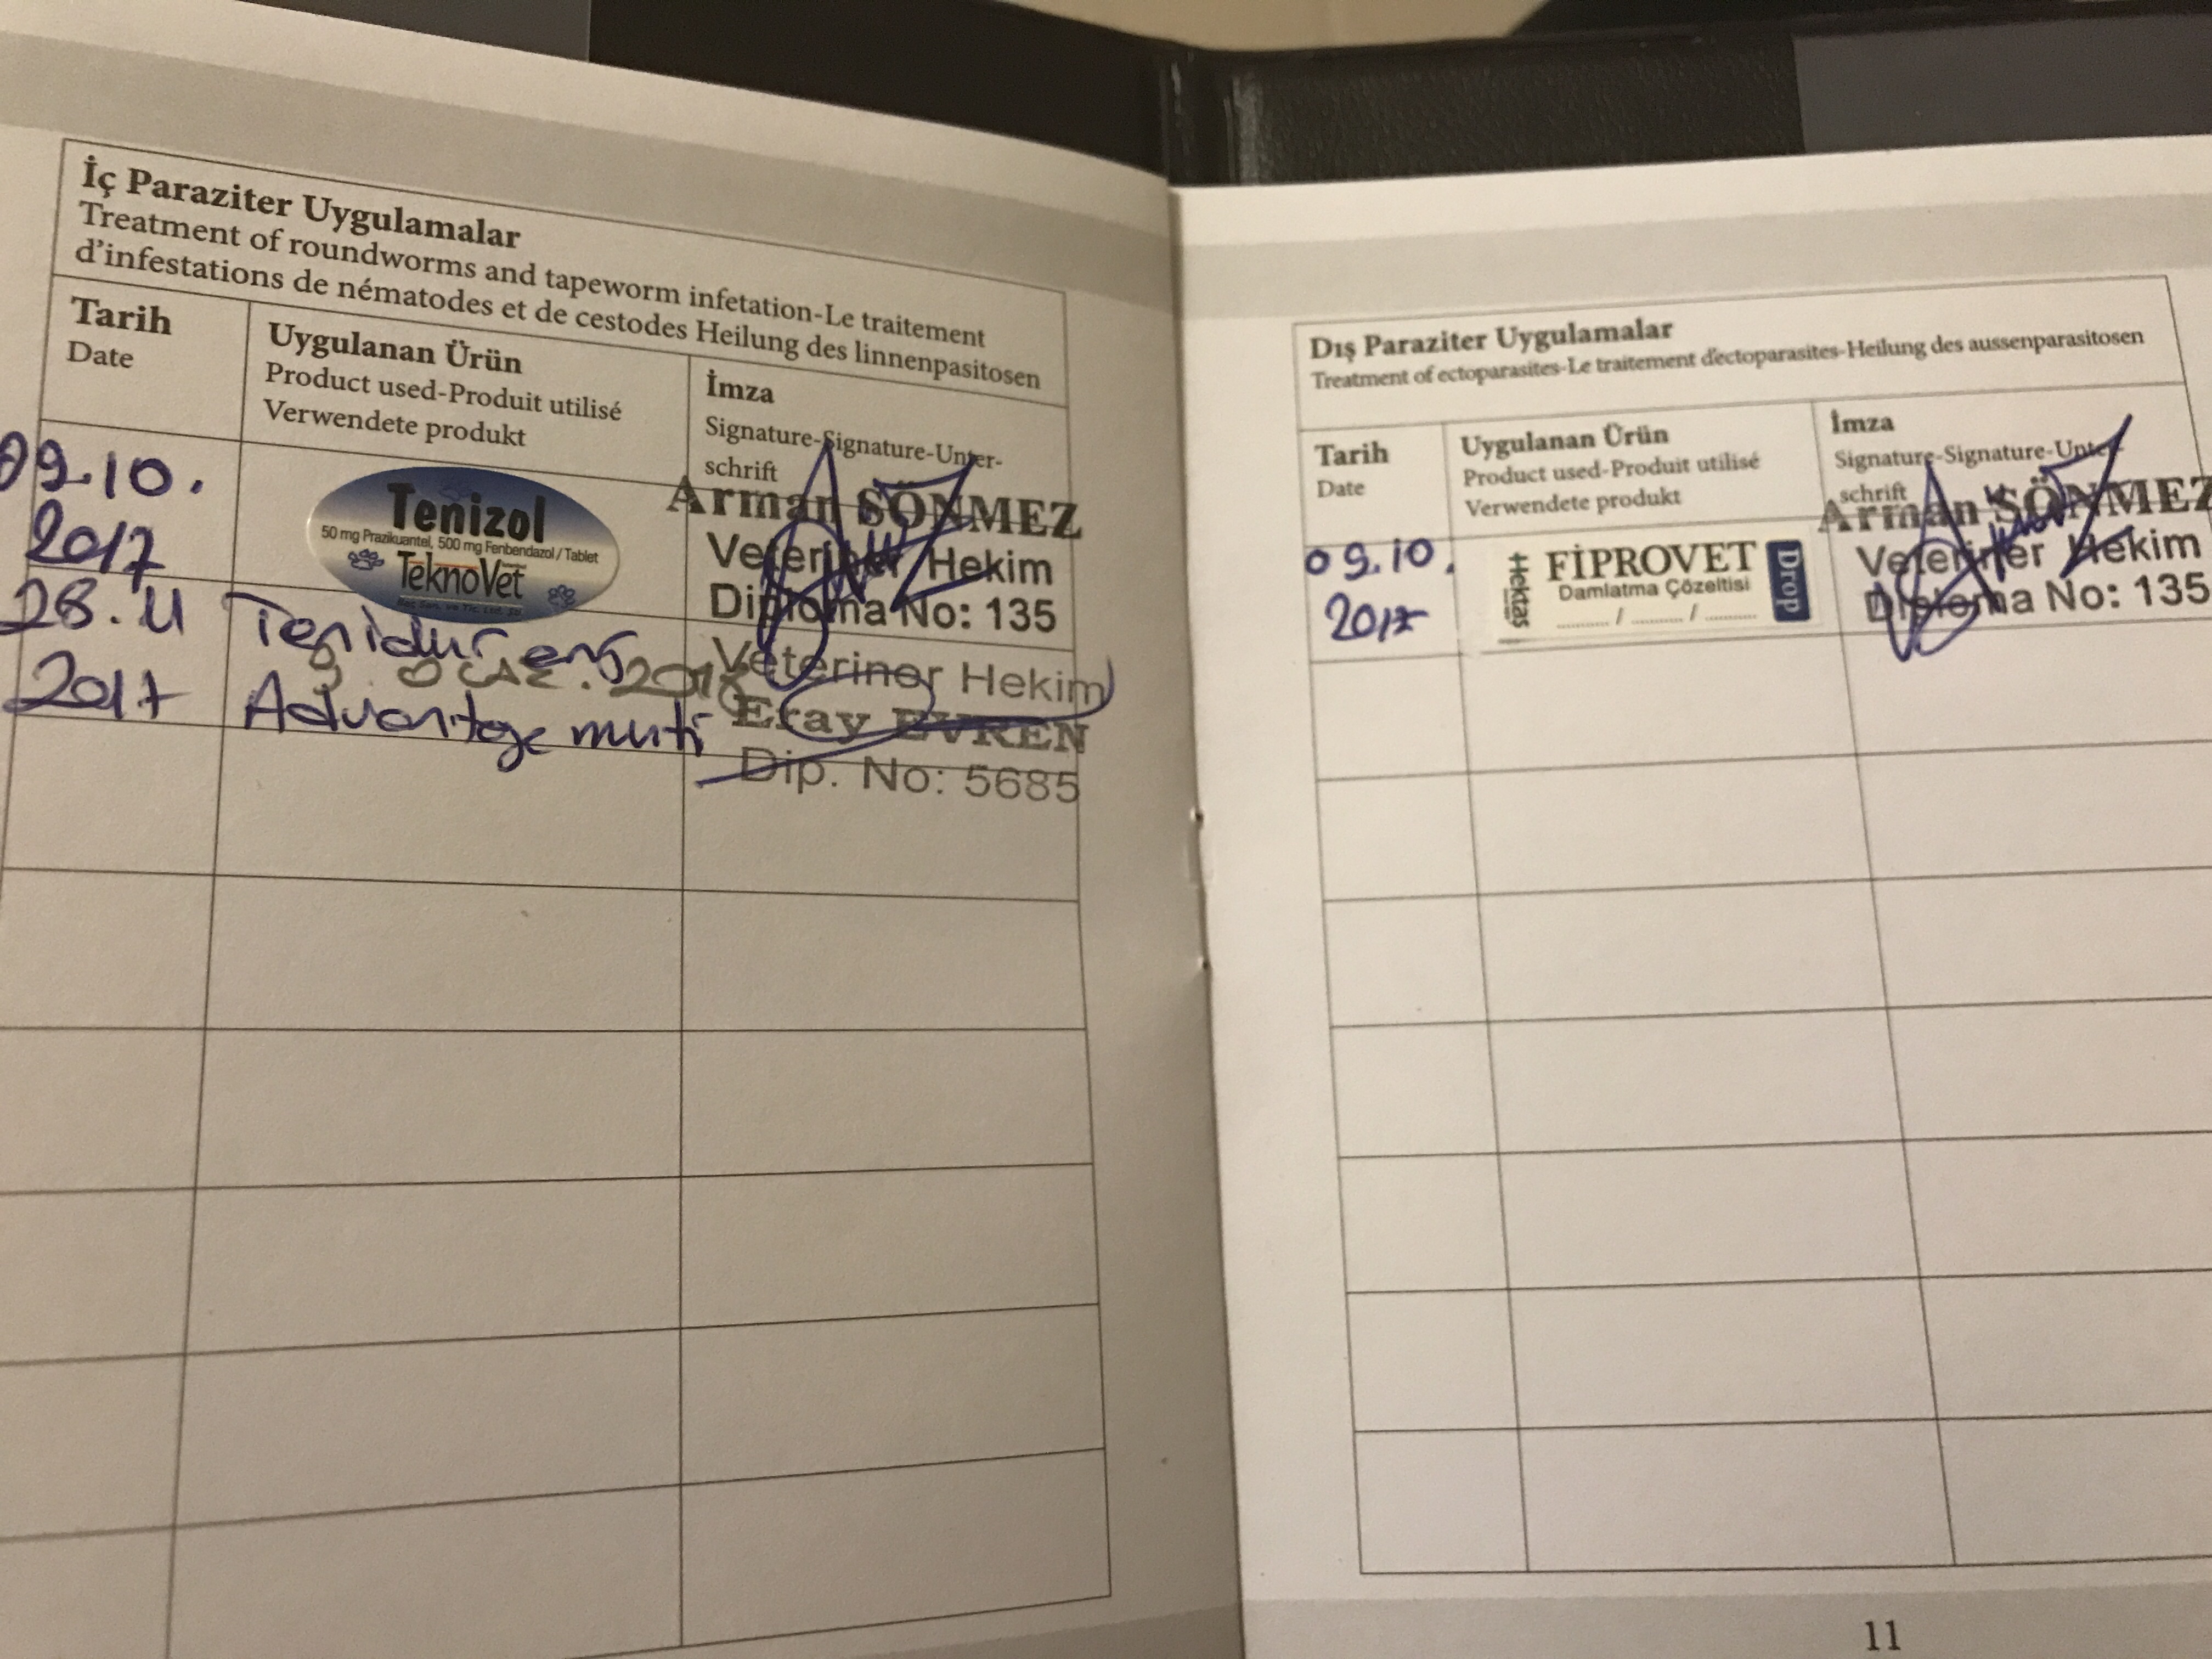 İç Paraziter Uygulamalar
Treatment of roundworms and tapeworm infetation-Le traitement
d'infestations de nématodes et de cestodes Heilung des linnenpasitosen
Tarih
Date
Uygulanan Ürün
Product used-Produit utilisé
Verwendete produkt
İmza
Signature-Signature-Unter-
schrift
09.10.
2017
Tenizol
50 mg Prazikuantel, 500 mg Fenbendazol / Tablet
TeknoVet
Arman SÖNMEZ
Veteriner Hekim
Diploma No: 135
28.11
2017
OCAK. 2018
Advantage multi
Veteriner Hekim
Eray EVREN
Dip. No: 5685
Dış Paraziter Uygulamalar
Treatment of ectoparasites-Le traitement d'ectoparasites-Heilung des aussenparasitosen
Tarih
Date
Uygulanan Ürün
Product used-Produit utilisé
Verwendete produkt
İmza
Signature-Signature-Unter-
schrift
09.10.
2017
Hektaş
FİPROVET
Damlatma Çözeltisi
......... / ......... / .........
Drop
Arman SÖNMEZ
Veteriner Hekim
Diploma No: 135
11